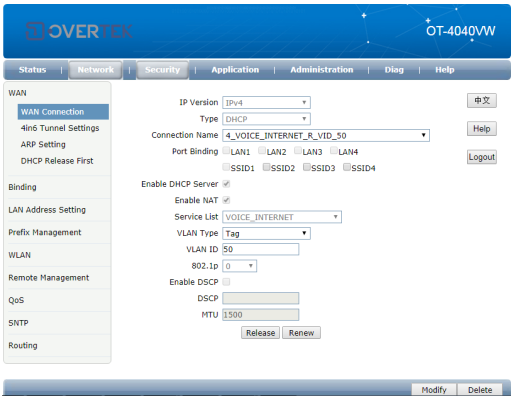 OVERTEK
OT-4040VW
Status | Network | Security | Application | Administration | Diag | Help
WAN
WAN Connection
4in6 Tunnel Settings
ARP Setting
DHCP Release First
Binding
LAN Address Setting
Prefix Management
WLAN
Remote Management
QoS
SNTP
Routing
IP Version IPv4
Type DHCP
Connection Name 4_VOICE_INTERNET_R_VID_50
Port Binding LAN1 LAN2 LAN3 LAN4
SSID1 SSID2 SSID3 SSID4
Enable DHCP Server
Enable NAT
Service List VOICE_INTERNET
VLAN Type Tag
VLAN ID 50
802.1p 0
Enable DSCP
DSCP
MTU 1500
Release Renew
中文
Help
Logout
Modify Delete